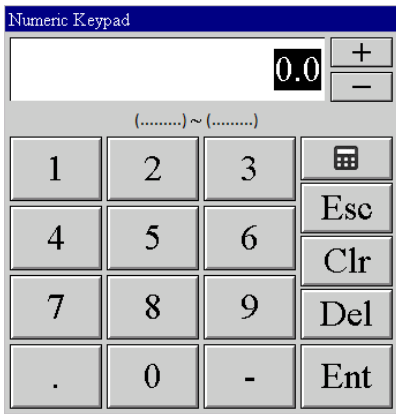 Numeric Keypad
0.0 +
−
(.........) ~ (.........)
1 2 3
Esc
4 5 6
Clr
7 8 9 Del
. 0 - Ent